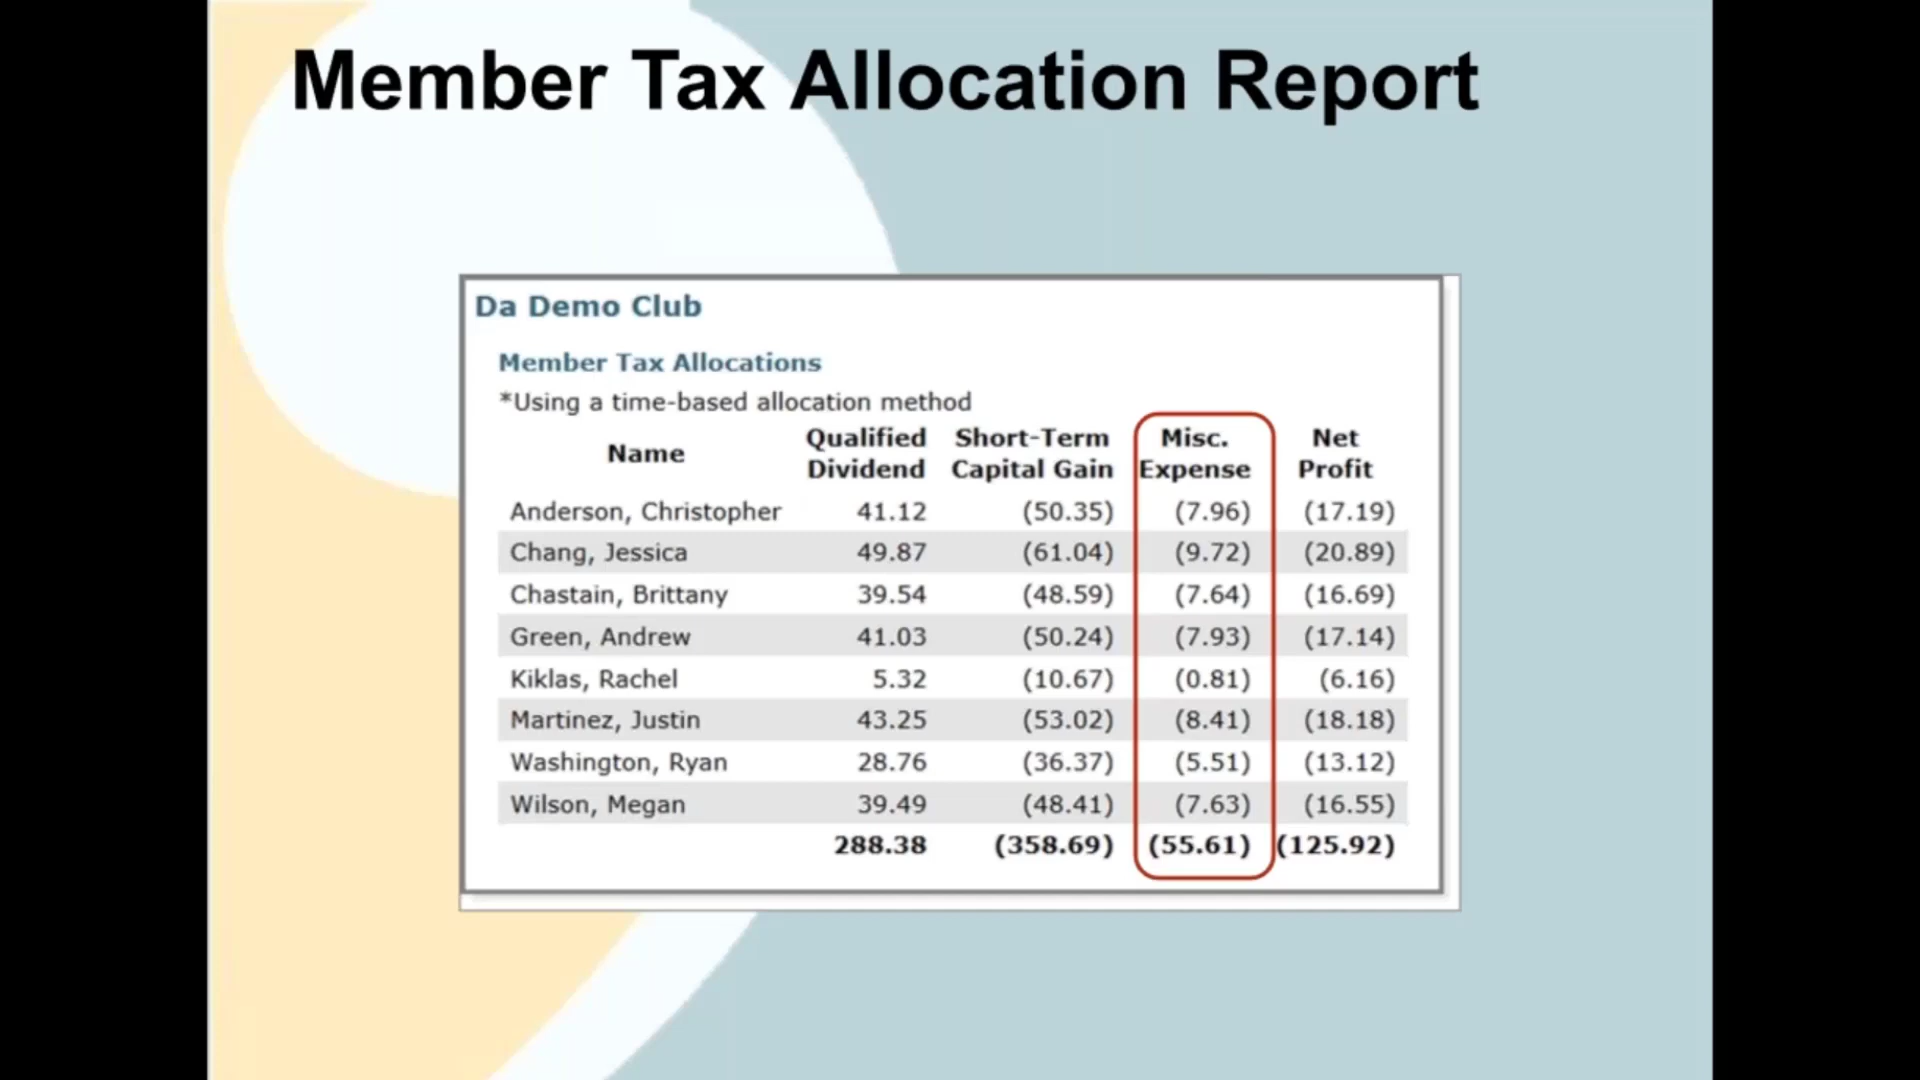 Member Tax Allocation Report
Da Demo Club
Member Tax Allocations
*Using a time-based allocation method
Name Qualified Dividend Short-Term Capital Gain Misc. Expense Net Profit
Anderson, Christopher 41.12 (50.35) (7.96) (17.19)
Chang, Jessica 49.87 (61.04) (9.72) (20.89)
Chastain, Brittany 39.54 (48.59) (7.64) (16.69)
Green, Andrew 41.03 (50.24) (7.93) (17.14)
Kiklas, Rachel 5.32 (10.67) (0.81) (6.16)
Martinez, Justin 43.25 (53.02) (8.41) (18.18)
Washington, Ryan 28.76 (36.37) (5.51) (13.12)
Wilson, Megan 39.49 (48.41) (7.63) (16.55)
288.38 (358.69) (55.61) (125.92)